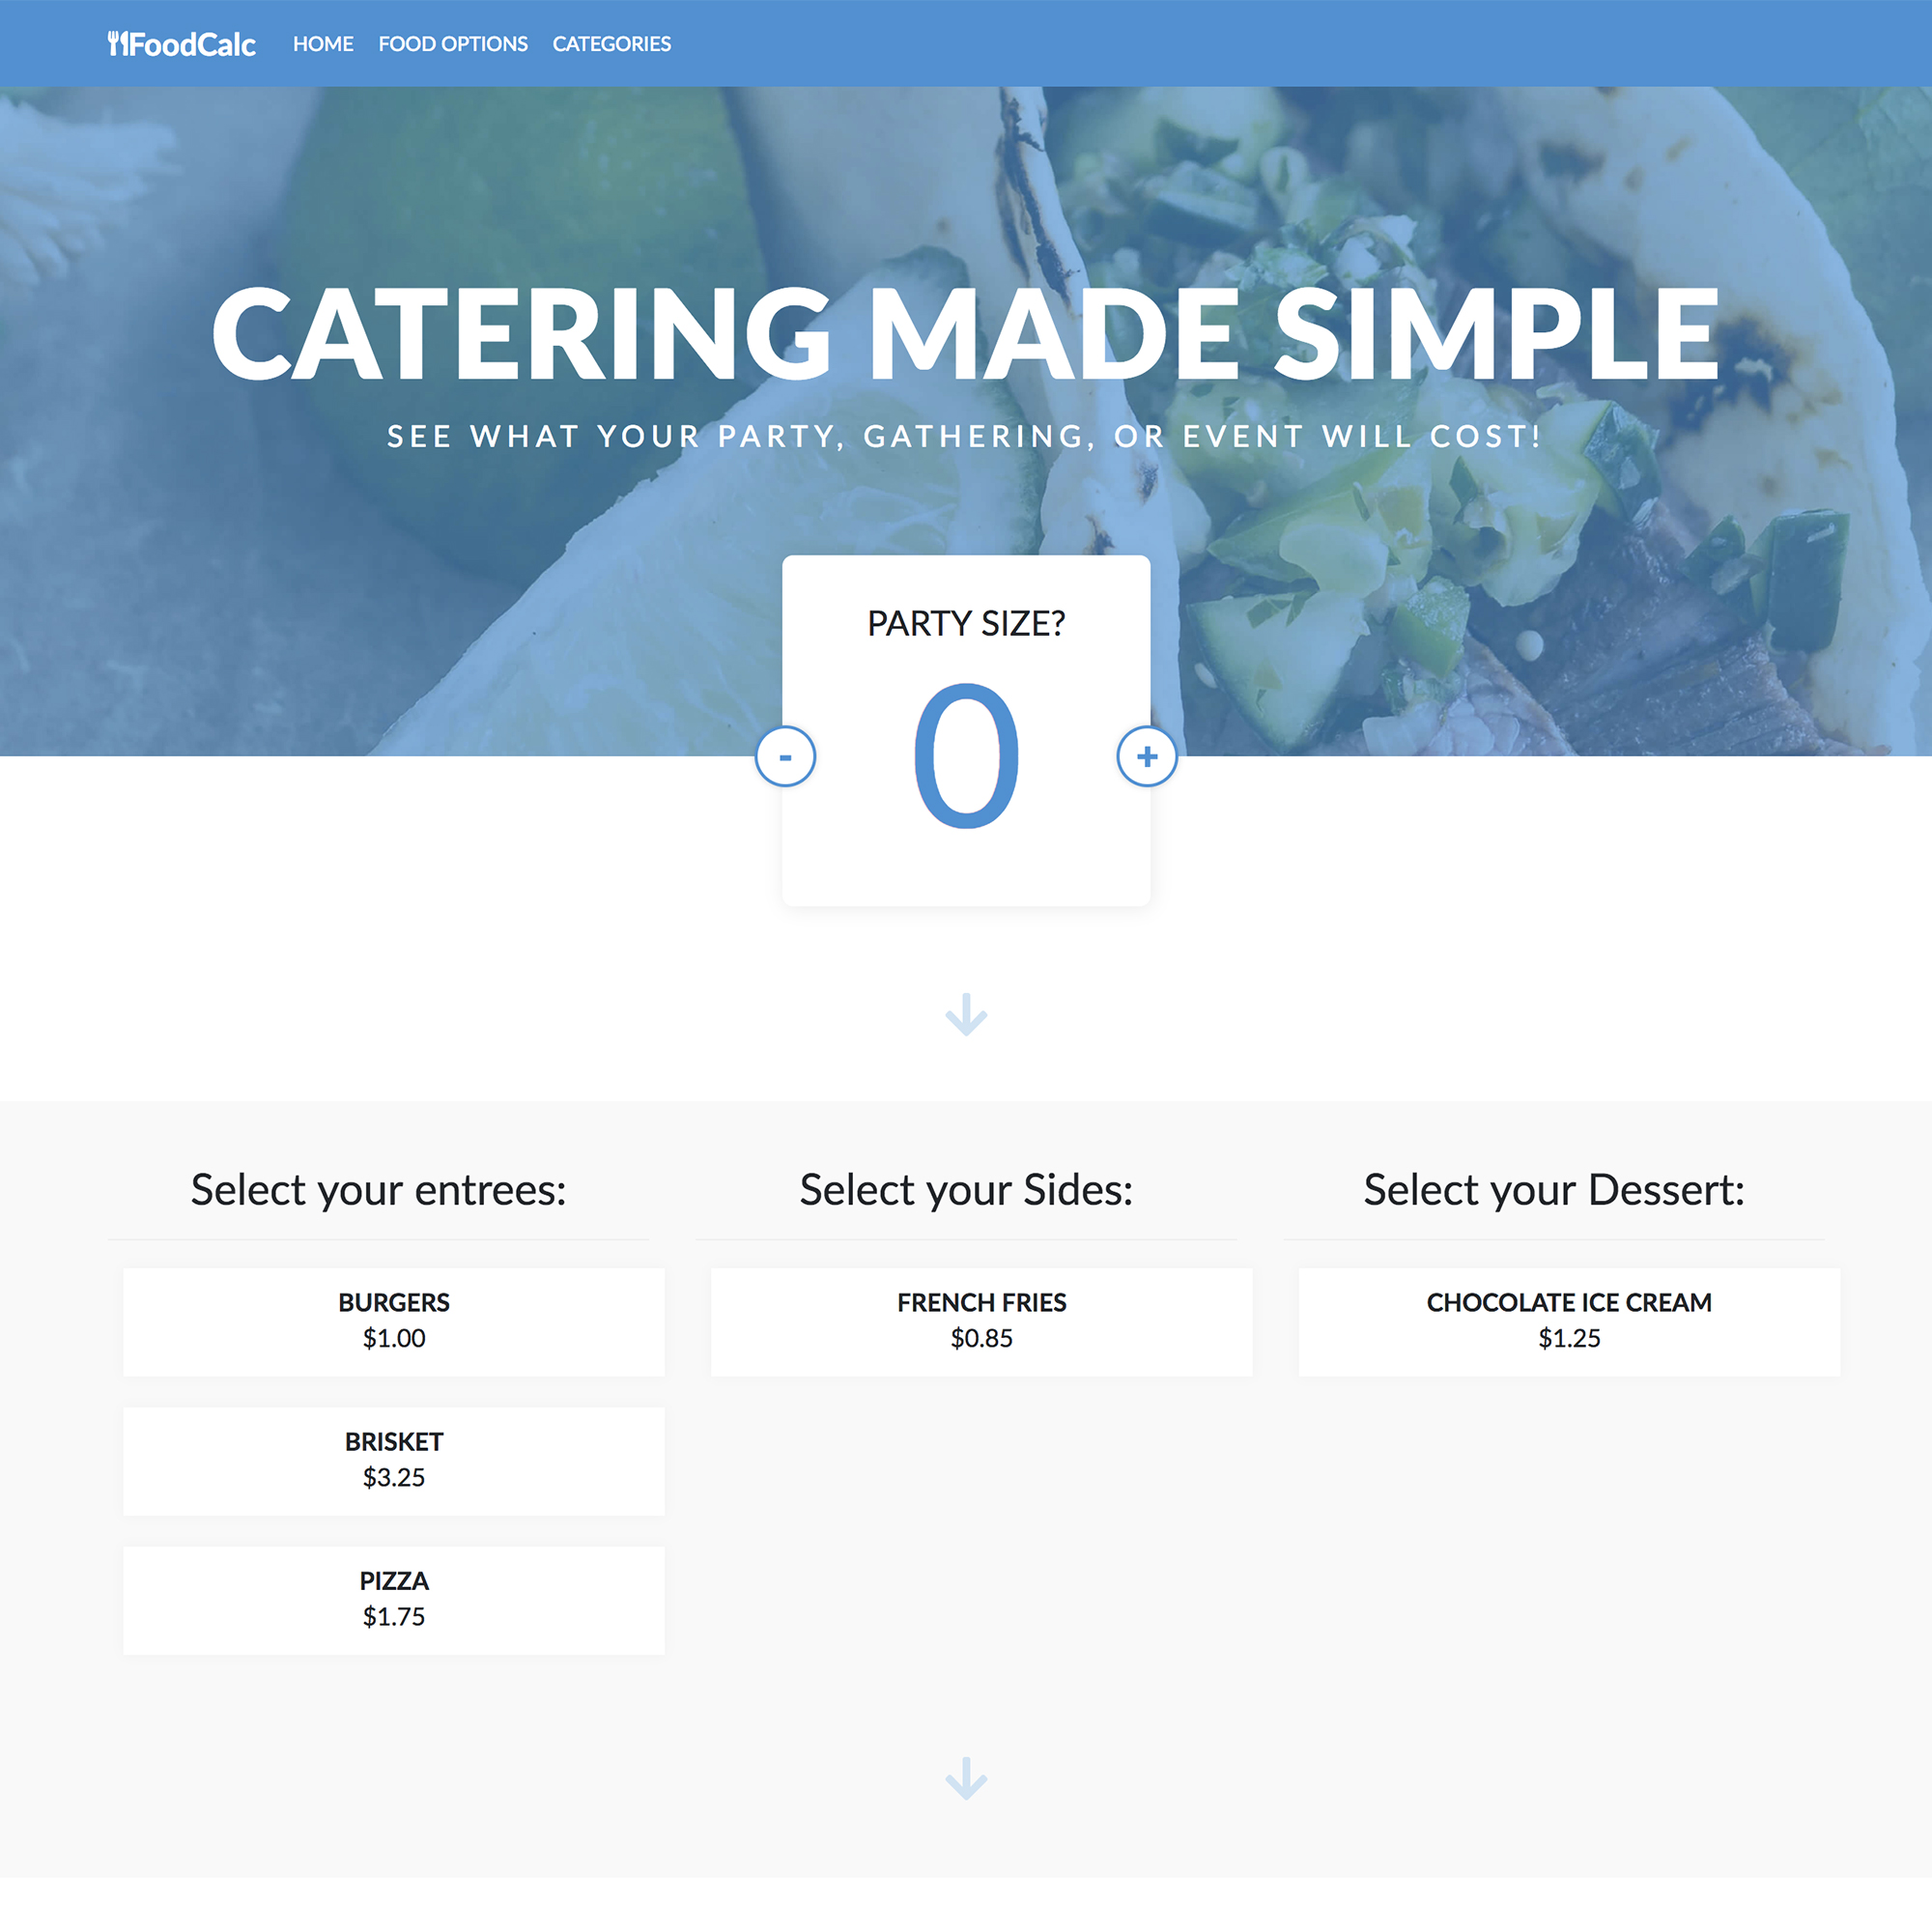 FoodCalc HOME FOOD OPTIONS CATEGORIES
CATERING MADE SIMPLE
SEE WHAT YOUR PARTY, GATHERING, OR EVENT WILL COST!
PARTY SIZE?
0
- +
Select your entrees:
BURGERS
$1.00
BRISKET
$3.25
PIZZA
$1.75
Select your Sides:
FRENCH FRIES
$0.85
Select your Dessert:
CHOCOLATE ICE CREAM
$1.25